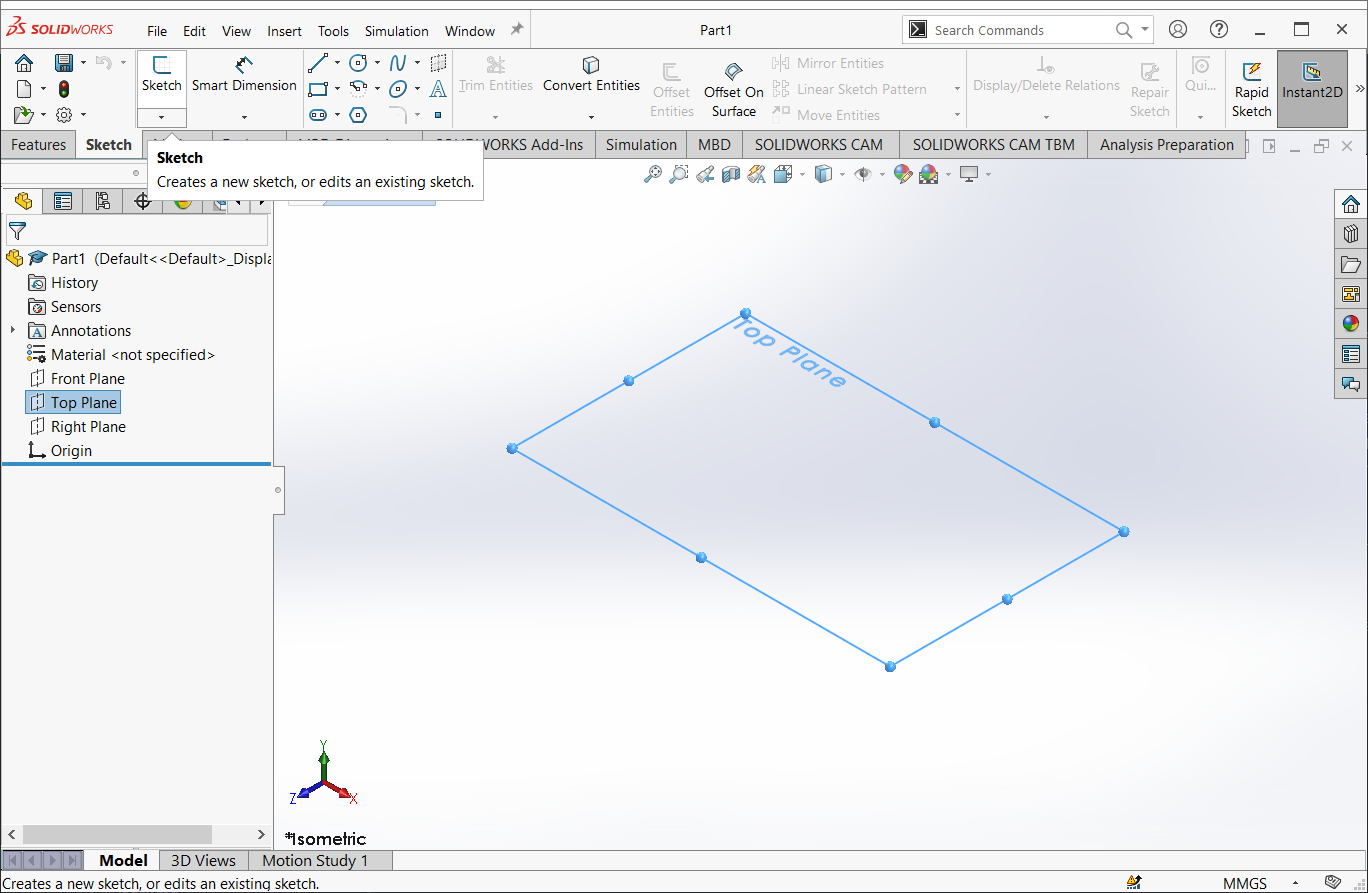 SOLIDWORKS File Edit View Insert Tools Simulation Window Part1 Search Commands
Sketch Smart Dimension Trim Entities Convert Entities Offset Entities Offset On Surface Mirror Entities Linear Sketch Pattern Move Entities Display/Delete Relations Repair Sketch Qui... Rapid Sketch Instant2D
Features Sketch WORKS Add-Ins Simulation MBD SOLIDWORKS CAM SOLIDWORKS CAM TBM Analysis Preparation
Sketch
Creates a new sketch, or edits an existing sketch.
Part1 (Default<<Default>_Displa
History
Sensors
Annotations
Material <not specified>
Front Plane
Top Plane
Right Plane
Origin
Top Plane
Y
Z X
*Isometric
Model 3D Views Motion Study 1
Creates a new sketch, or edits an existing sketch. MMGS